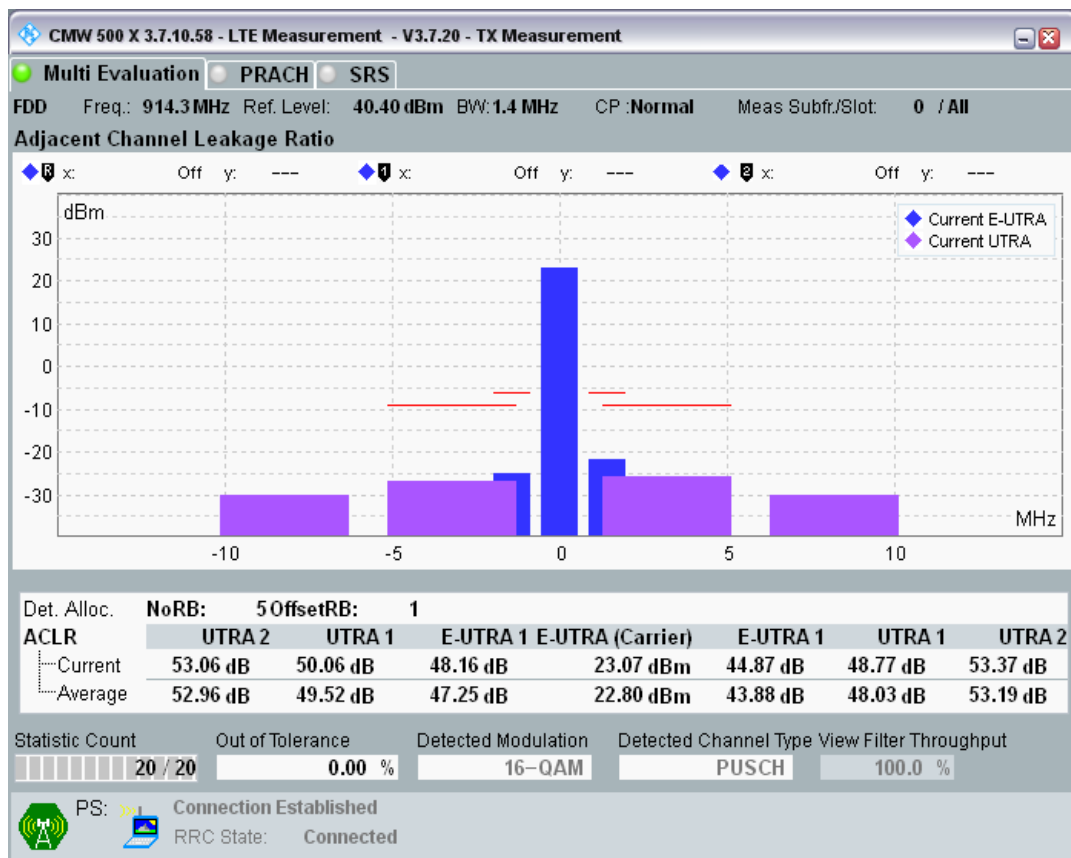 CMW 500 X 3.7.10.58 - LTE Measurement - V3.7.20 - TX Measurement
Multi Evaluation PRACH SRS
FDD Freq.: 914.3 MHz Ref. Level: 40.40 dBm BW: 1.4 MHz CP :Normal Meas Subfr./Slot: 0 / All
Adjacent Channel Leakage Ratio
R x: Off y: --- 1 x: Off y: --- 2 x: Off y: ---
dBm
Current E-UTRA
Current UTRA
30
20
10
0
-10
-20
-30
MHz
-10 -5 0 5 10
Det. Alloc. NoRB: 5 OffsetRB: 1
ACLR UTRA 2 UTRA 1 E-UTRA 1 E-UTRA (Carrier) E-UTRA 1 UTRA 1 UTRA 2
Current 53.06 dB 50.06 dB 48.16 dB 23.07 dBm 44.87 dB 48.77 dB 53.37 dB
Average 52.96 dB 49.52 dB 47.25 dB 22.80 dBm 43.88 dB 48.03 dB 53.19 dB
Statistic Count Out of Tolerance Detected Modulation Detected Channel Type View Filter Throughput
20 / 20 0.00 % 16-QAM PUSCH 100.0 %
PS: Connection Established
RRC State: Connected